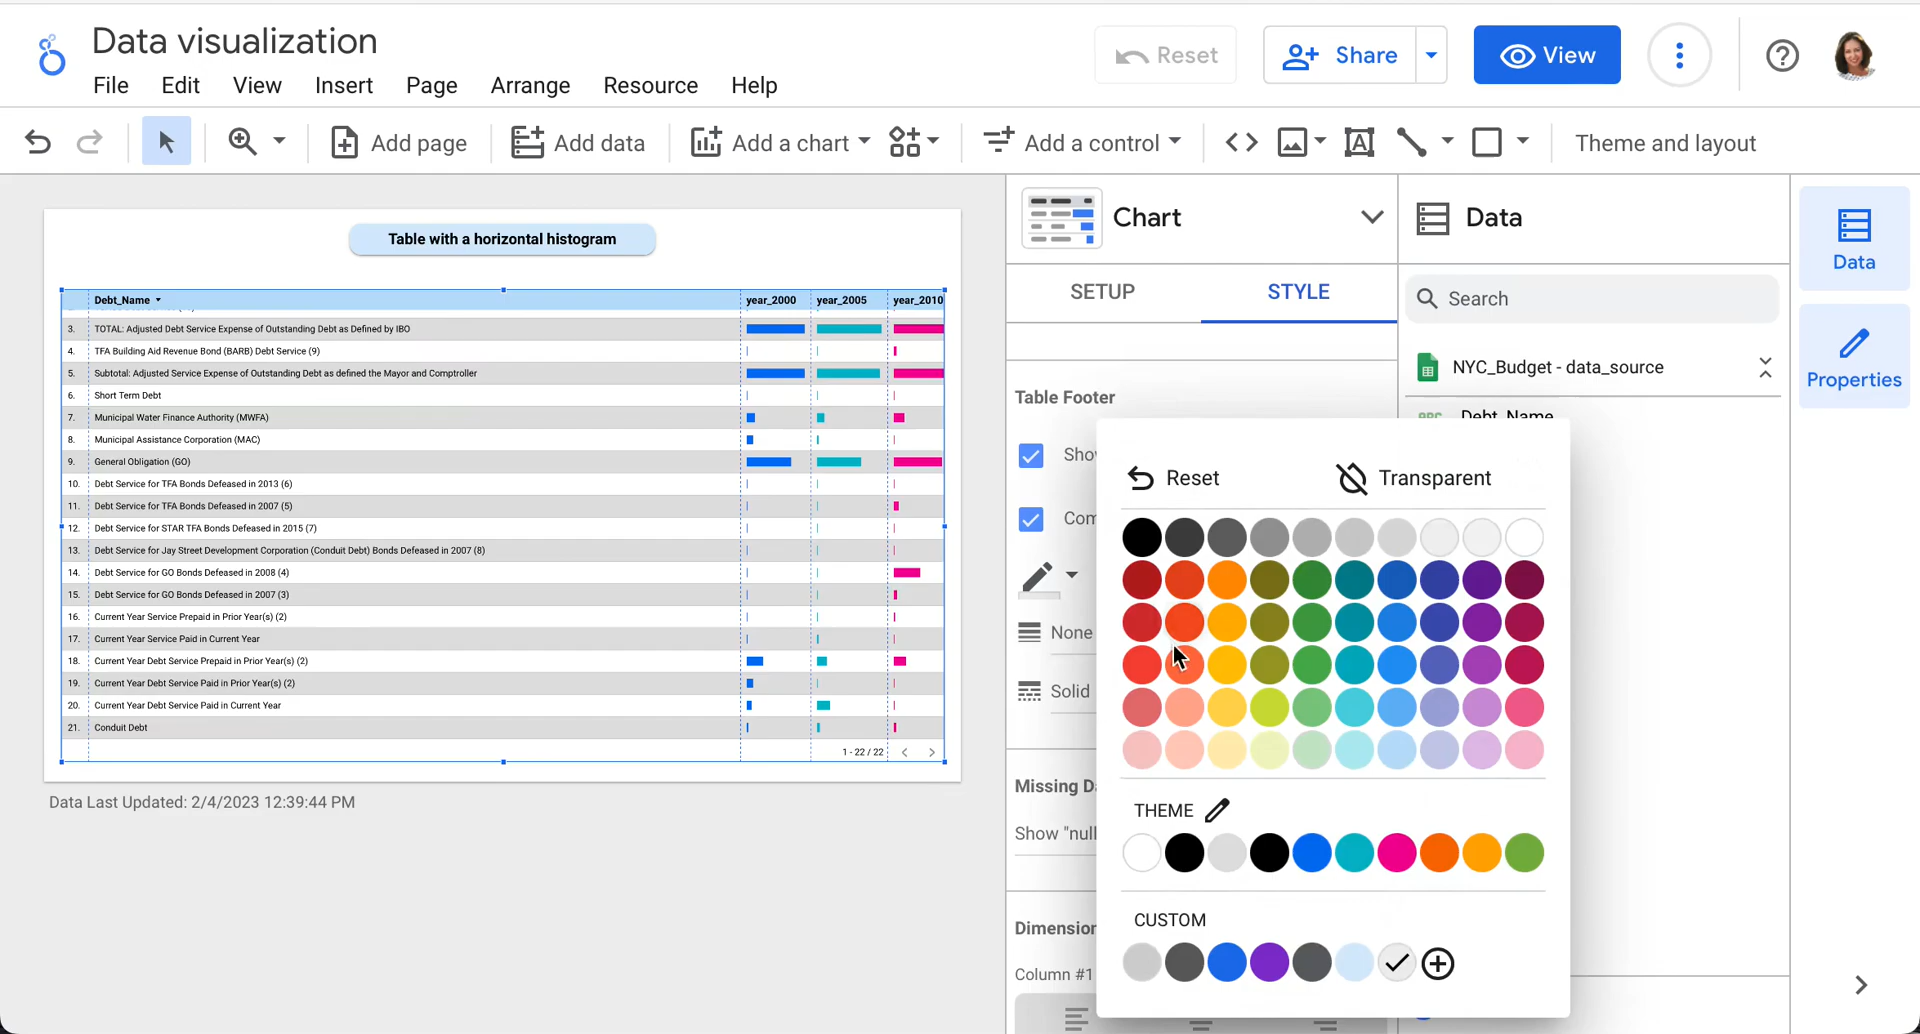 Data visualization
Reset
Share
View
File Edit View Insert Page Arrange Resource Help
Add page
Add data
Add a chart
Add a control
Theme and layout
Table with a horizontal histogram
Debt_Name year_2000 year_2005 year_2010
3. TOTAL: Adjusted Debt Service Expense of Outstanding Debt as Defined by IBO
4. TFA Building Aid Revenue Bond (BARB) Debt Service (9)
5. Subtotal: Adjusted Service Expense of Outstanding Debt as defined the Mayor and Comptroller
6. Short Term Debt
7. Municipal Water Finance Authority (MWFA)
8. Municipal Assistance Corporation (MAC)
9. General Obligation (GO)
10. Debt Service for TFA Bonds Defeased in 2013 (6)
11. Debt Service for TFA Bonds Defeased in 2007 (5)
12. Debt Service for STAR TFA Bonds Defeased in 2015 (7)
13. Debt Service for Jay Street Development Corporation (Conduit Debt) Bonds Defeased in 2007 (8)
14. Debt Service for GO Bonds Defeased in 2008 (4)
15. Debt Service for GO Bonds Defeased in 2007 (3)
16. Current Year Service Prepaid in Prior Year(s) (2)
17. Current Year Service Paid in Current Year
18. Current Year Debt Service Prepaid in Prior Year(s) (2)
19. Current Year Debt Service Paid in Prior Year(s) (2)
20. Current Year Debt Service Paid in Current Year
21. Conduit Debt
1 - 22 / 22
Data Last Updated: 2/4/2023 12:39:44 PM
Chart
SETUP STYLE
Table Footer
Show
Com
None
Solid
Missing Da
Show "null
Dimension
Column #1
Reset
Transparent
THEME
CUSTOM
Data
Search
NYC_Budget - data_source
Debt_Name
Data
Properties